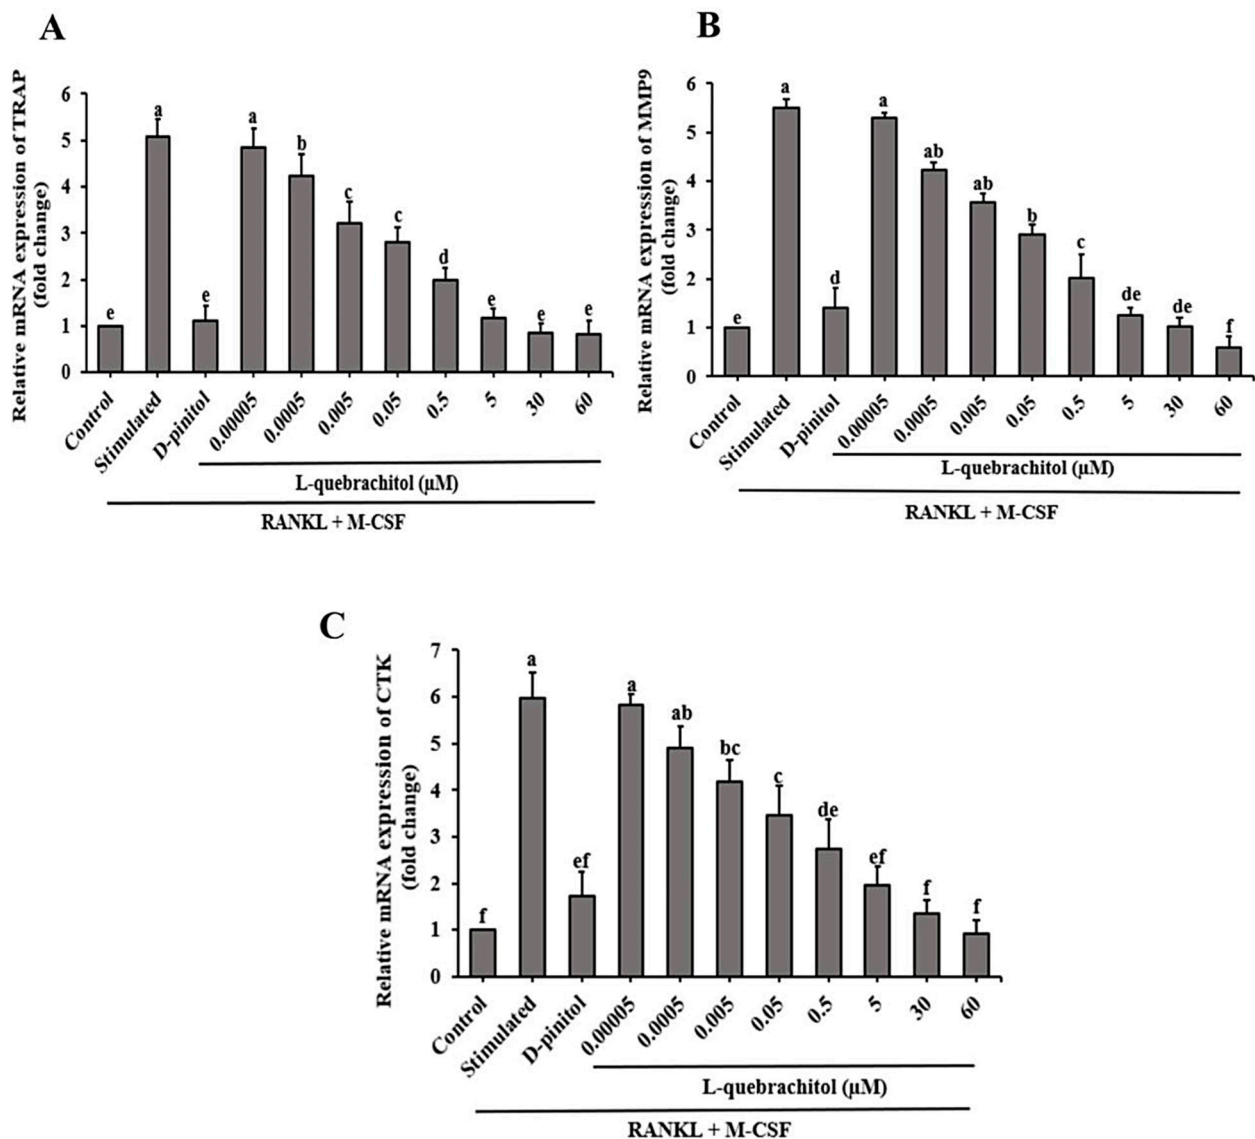 A
Relative mRNA expression of TRAP
(fold change)
6
5
4
3
2
1
0
e
a
e
a
b
c
c
d
e
e
e
Control
Stimulated
D-pinitol
0.00005
0.0005
0.005
0.05
0.5
5
30
60
L-quebrachitol (µM)
RANKL + M-CSF
B
Relative mRNA expression of MMP9
(fold change)
6
5
4
3
2
1
0
e
a
d
a
ab
ab
b
c
de
de
f
Control
Stimulated
D-pinitol
0.00005
0.0005
0.005
0.05
0.5
5
30
60
L-quebrachitol (µM)
RANKL + M-CSF
C
Relative mRNA expression of CTK
(fold change)
7
6
5
4
3
2
1
0
f
a
ef
a
ab
bc
c
de
ef
f
f
Control
Stimulated
D-pinitol
0.00005
0.0005
0.005
0.05
0.5
5
30
60
L-quebrachitol (µM)
RANKL + M-CSF